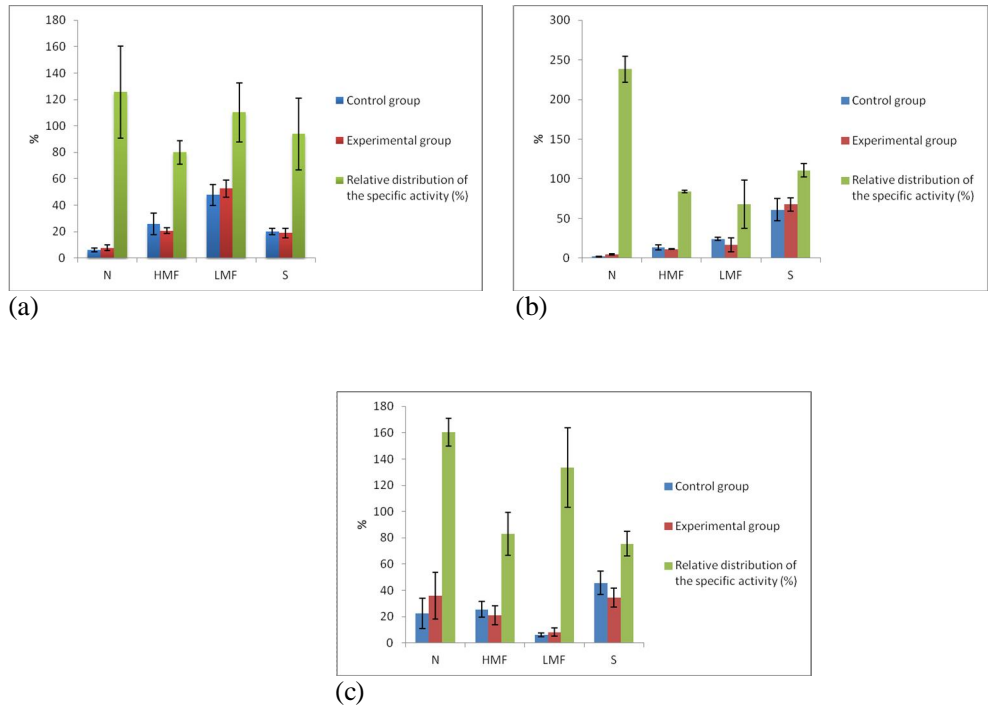 180
160
140
120
100
80
60
40
20
0
%
N HMF LMF S
Control group
Experimental group
Relative distribution of
the specific activity (%)
(a)
300
250
200
150
100
50
0
%
N HMF LMF S
Control group
Experimental group
Relative distribution of
the specific activity (%)
(b)
180
160
140
120
100
80
60
40
20
0
%
N HMF LMF S
Control group
Experimental group
Relative distribution of
the specific activity (%)
(c)